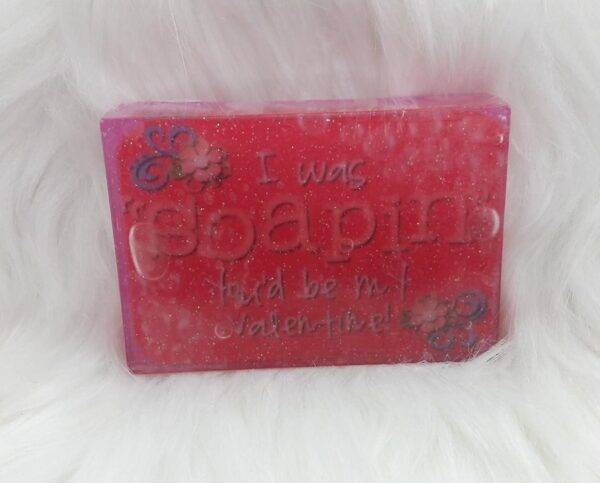 I was
"soapin"
you'd be my
valentine!